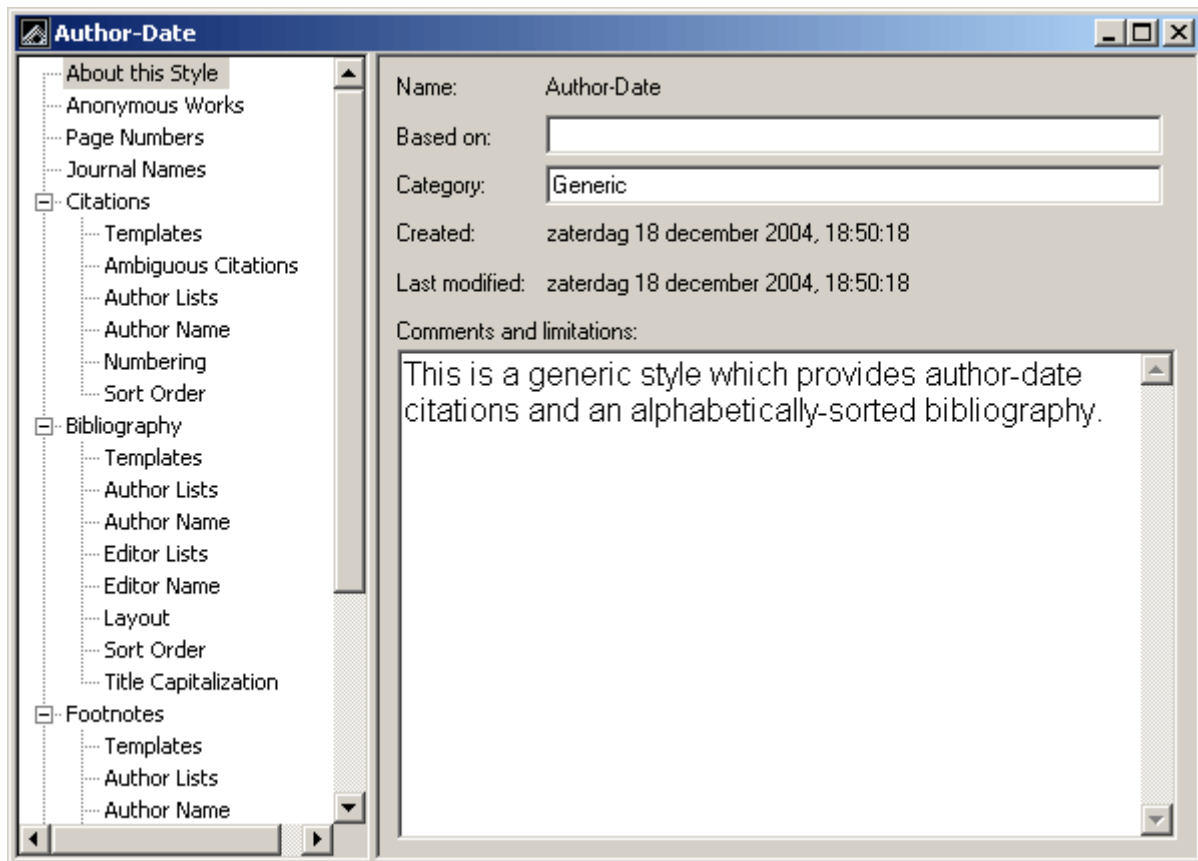 Author-Date
About this Style
Anonymous Works
Page Numbers
Journal Names
Citations
Templates
Ambiguous Citations
Author Lists
Author Name
Numbering
Sort Order
Bibliography
Templates
Author Lists
Author Name
Editor Lists
Editor Name
Layout
Sort Order
Title Capitalization
Footnotes
Templates
Author Lists
Author Name
Name: Author-Date
Based on:
Category: Generic
Created: zaterdag 18 december 2004, 18:50:18
Last modified: zaterdag 18 december 2004, 18:50:18
Comments and limitations:
This is a generic style which provides author-date
citations and an alphabetically-sorted bibliography.